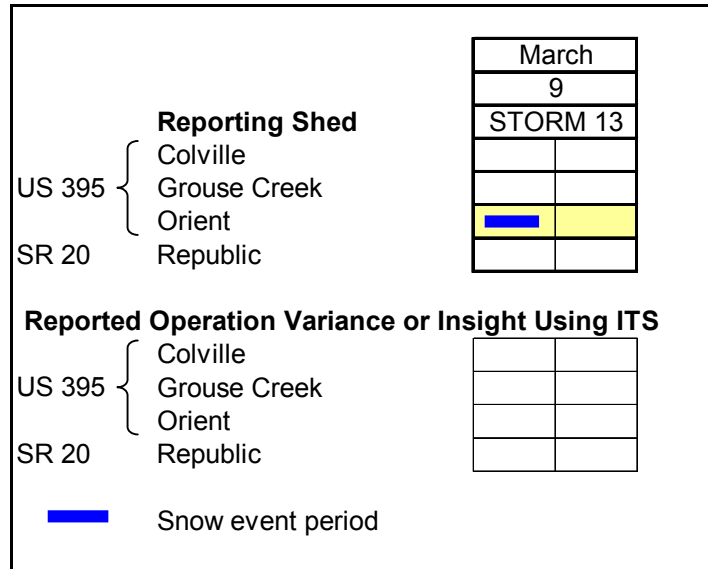 March
9
Reporting Shed STORM 13
Colville
US 395 Grouse Creek
Orient
SR 20 Republic
Reported Operation Variance or Insight Using ITS
Colville
US 395 Grouse Creek
Orient
SR 20 Republic
Snow event period